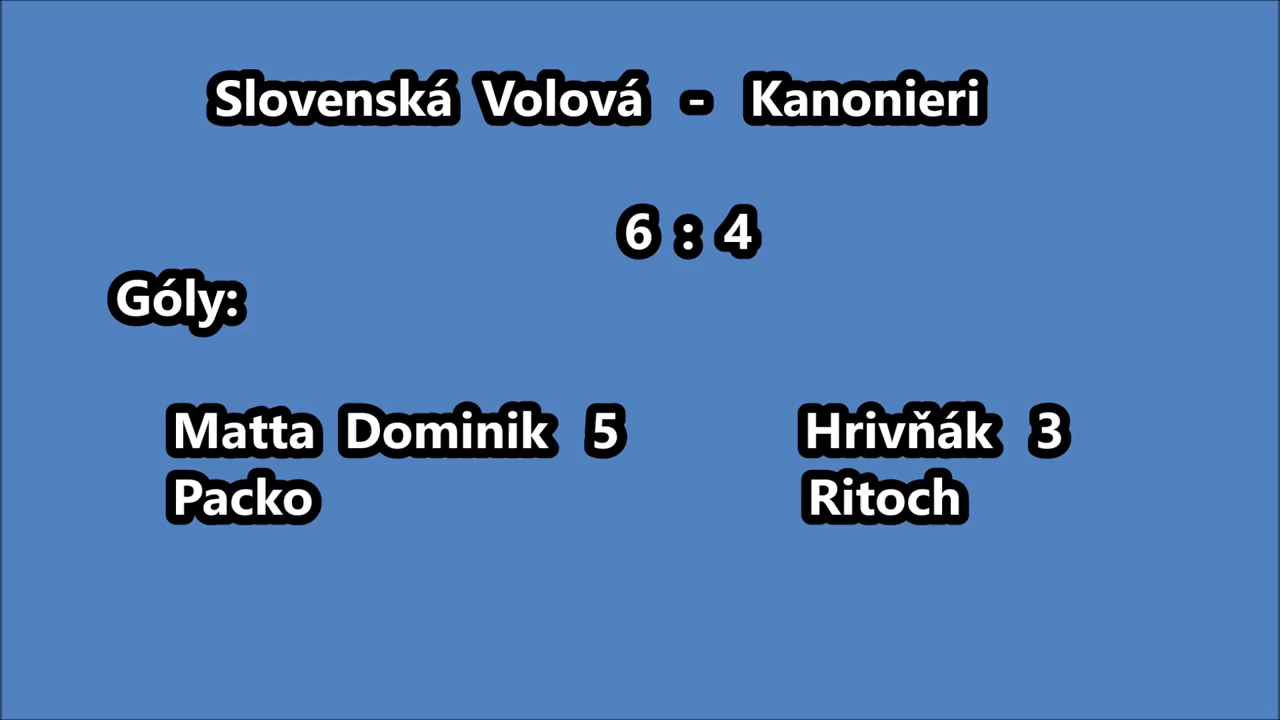 Slovenská Volová - Kanonieri
6 : 4
Góly:
Matta Dominik 5 Hrivňák 3
Packo Ritoch